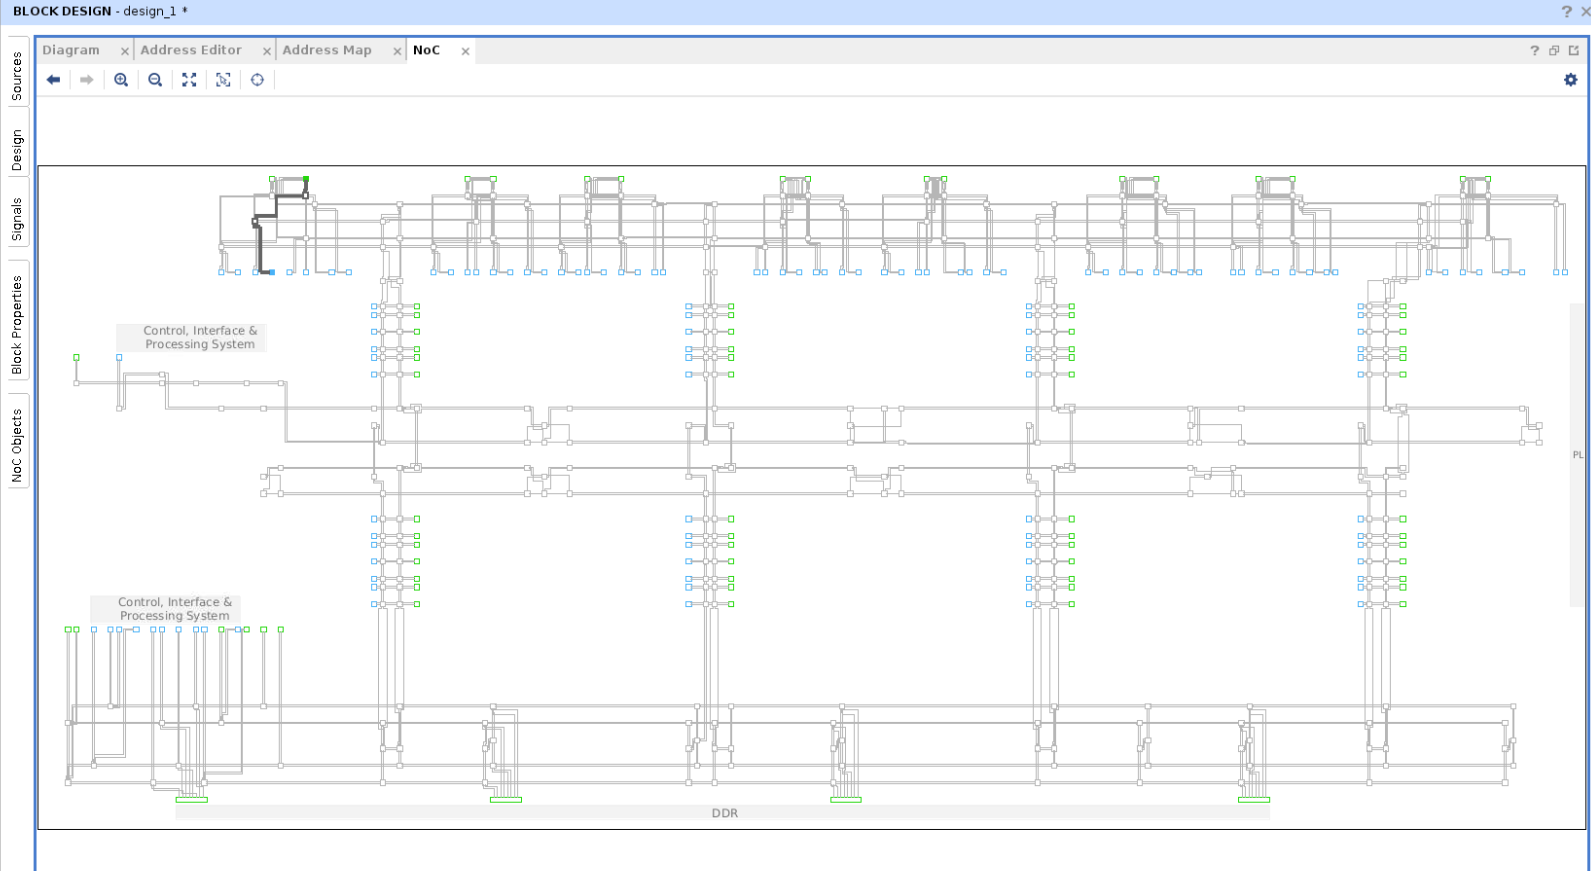 BLOCK DESIGN - design_1 *
? ×
Diagram × Address Editor × Address Map × NoC ×
?
Sources
Design
Signals
Block Properties
NoC Objects
Control, Interface &
Processing System
PL
Control, Interface &
Processing System
DDR